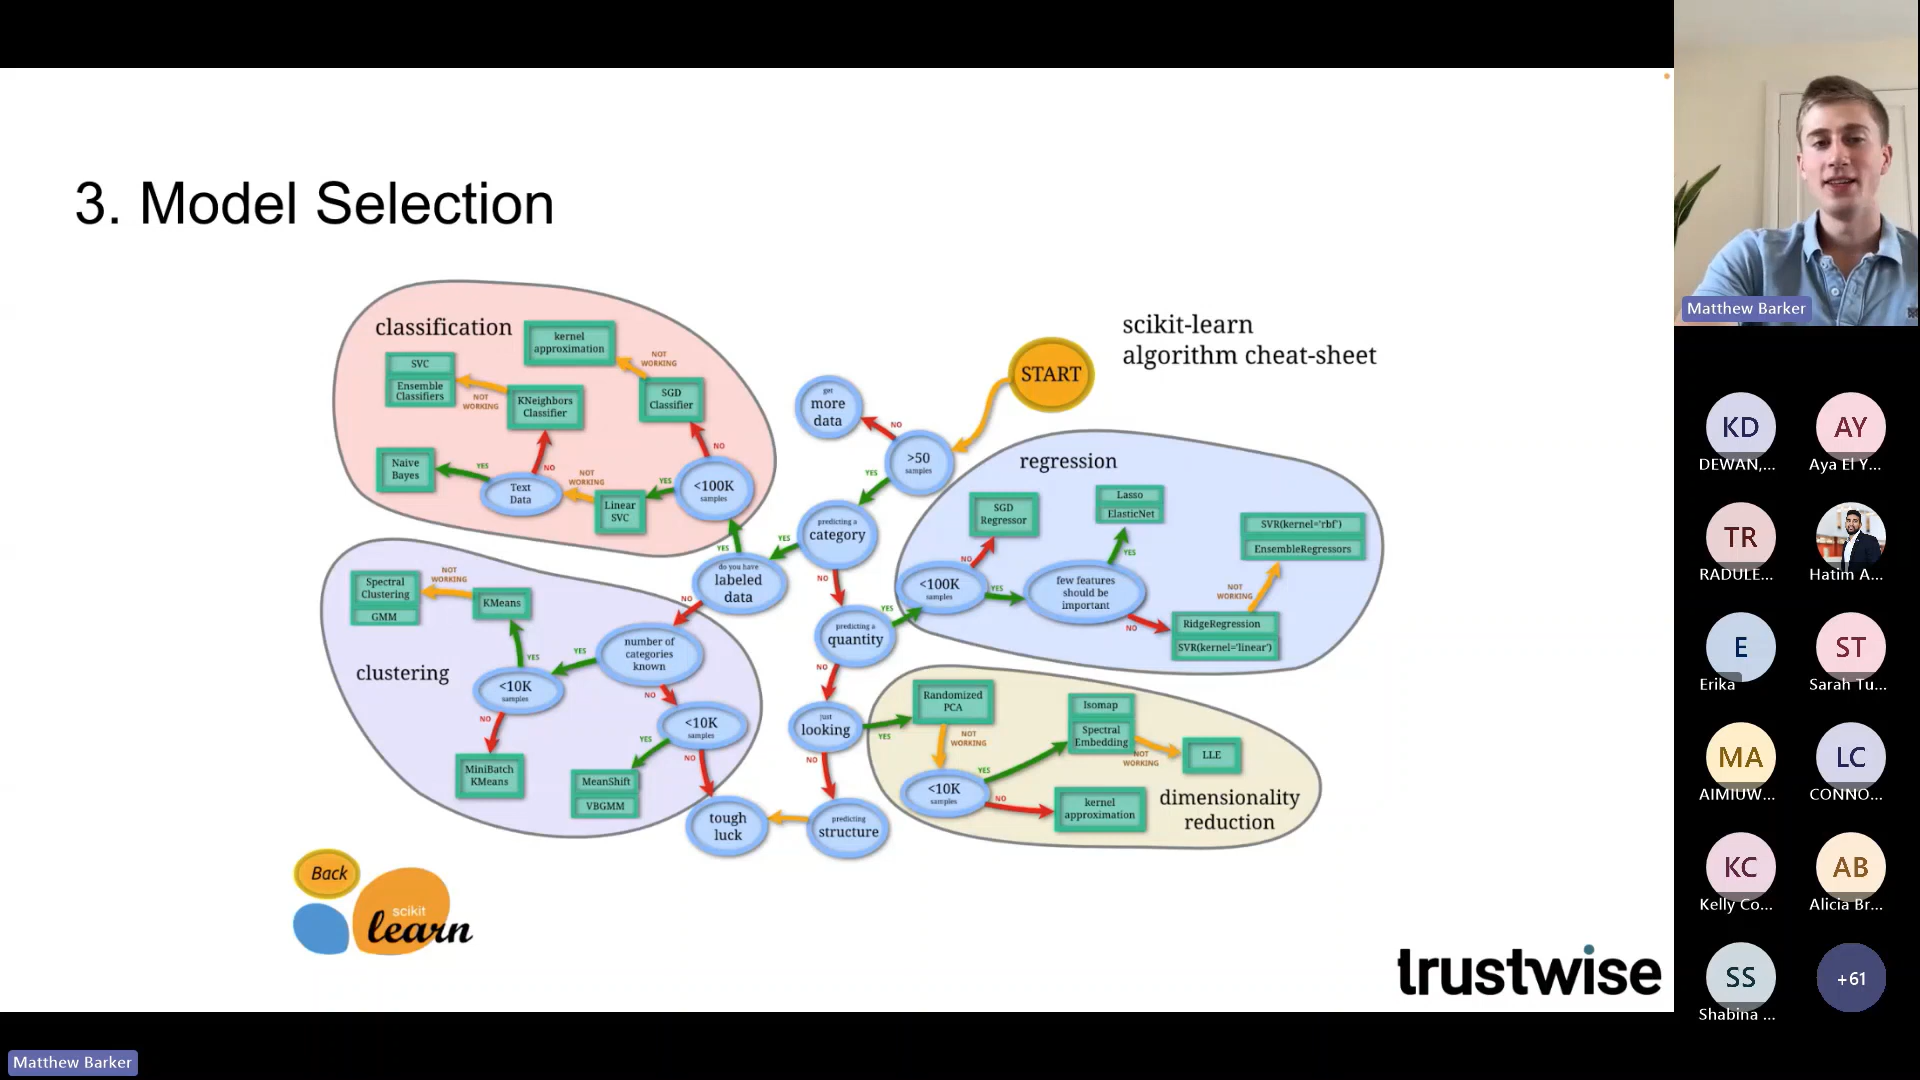 3. Model Selection
scikit-learn
algorithm cheat-sheet
START
>50
samples
NO
get
more
data
YES
predicting a
category
YES
do you have
labeled
data
YES
NO
NO
classification
kernel
approximation
NOT
WORKING
SGD
Classifier
NO
<100K
samples
YES
Linear
SVC
NOT
WORKING
Text
Data
YES
Naive
Bayes
NO
KNeighbors
Classifier
NOT
WORKING
SVC
Ensemble
Classifiers
clustering
number of
categories
known
YES
NO
<10K
samples
YES
KMeans
NOT
WORKING
Spectral
Clustering
GMM
NO
MiniBatch
KMeans
<10K
samples
YES
MeanShift
VBGMM
NO
tough
luck
predicting a
quantity
YES
NO
regression
<100K
samples
NO
SGD
Regressor
YES
few features
should be
important
YES
Lasso
ElasticNet
NO
RidgeRegression
SVR(kernel='linear')
NOT
WORKING
SVR(kernel='rbf')
EnsembleRegressors
just
looking
YES
NO
predicting
structure
dimensionality
reduction
Randomized
PCA
NOT
WORKING
<10K
samples
YES
Isomap
Spectral
Embedding
NOT
WORKING
LLE
NO
kernel
approximation
Back
scikit
learn
trustwise
Matthew Barker
KD
DEWAN,...
AY
Aya El Y...
TR
RADULE...
Hatim A...
E
Erika
ST
Sarah Tu...
MA
AIMIUW...
LC
CONNO...
KC
Kelly Co...
AB
Alicia Br...
SS
Shabina ...
+61
Matthew Barker